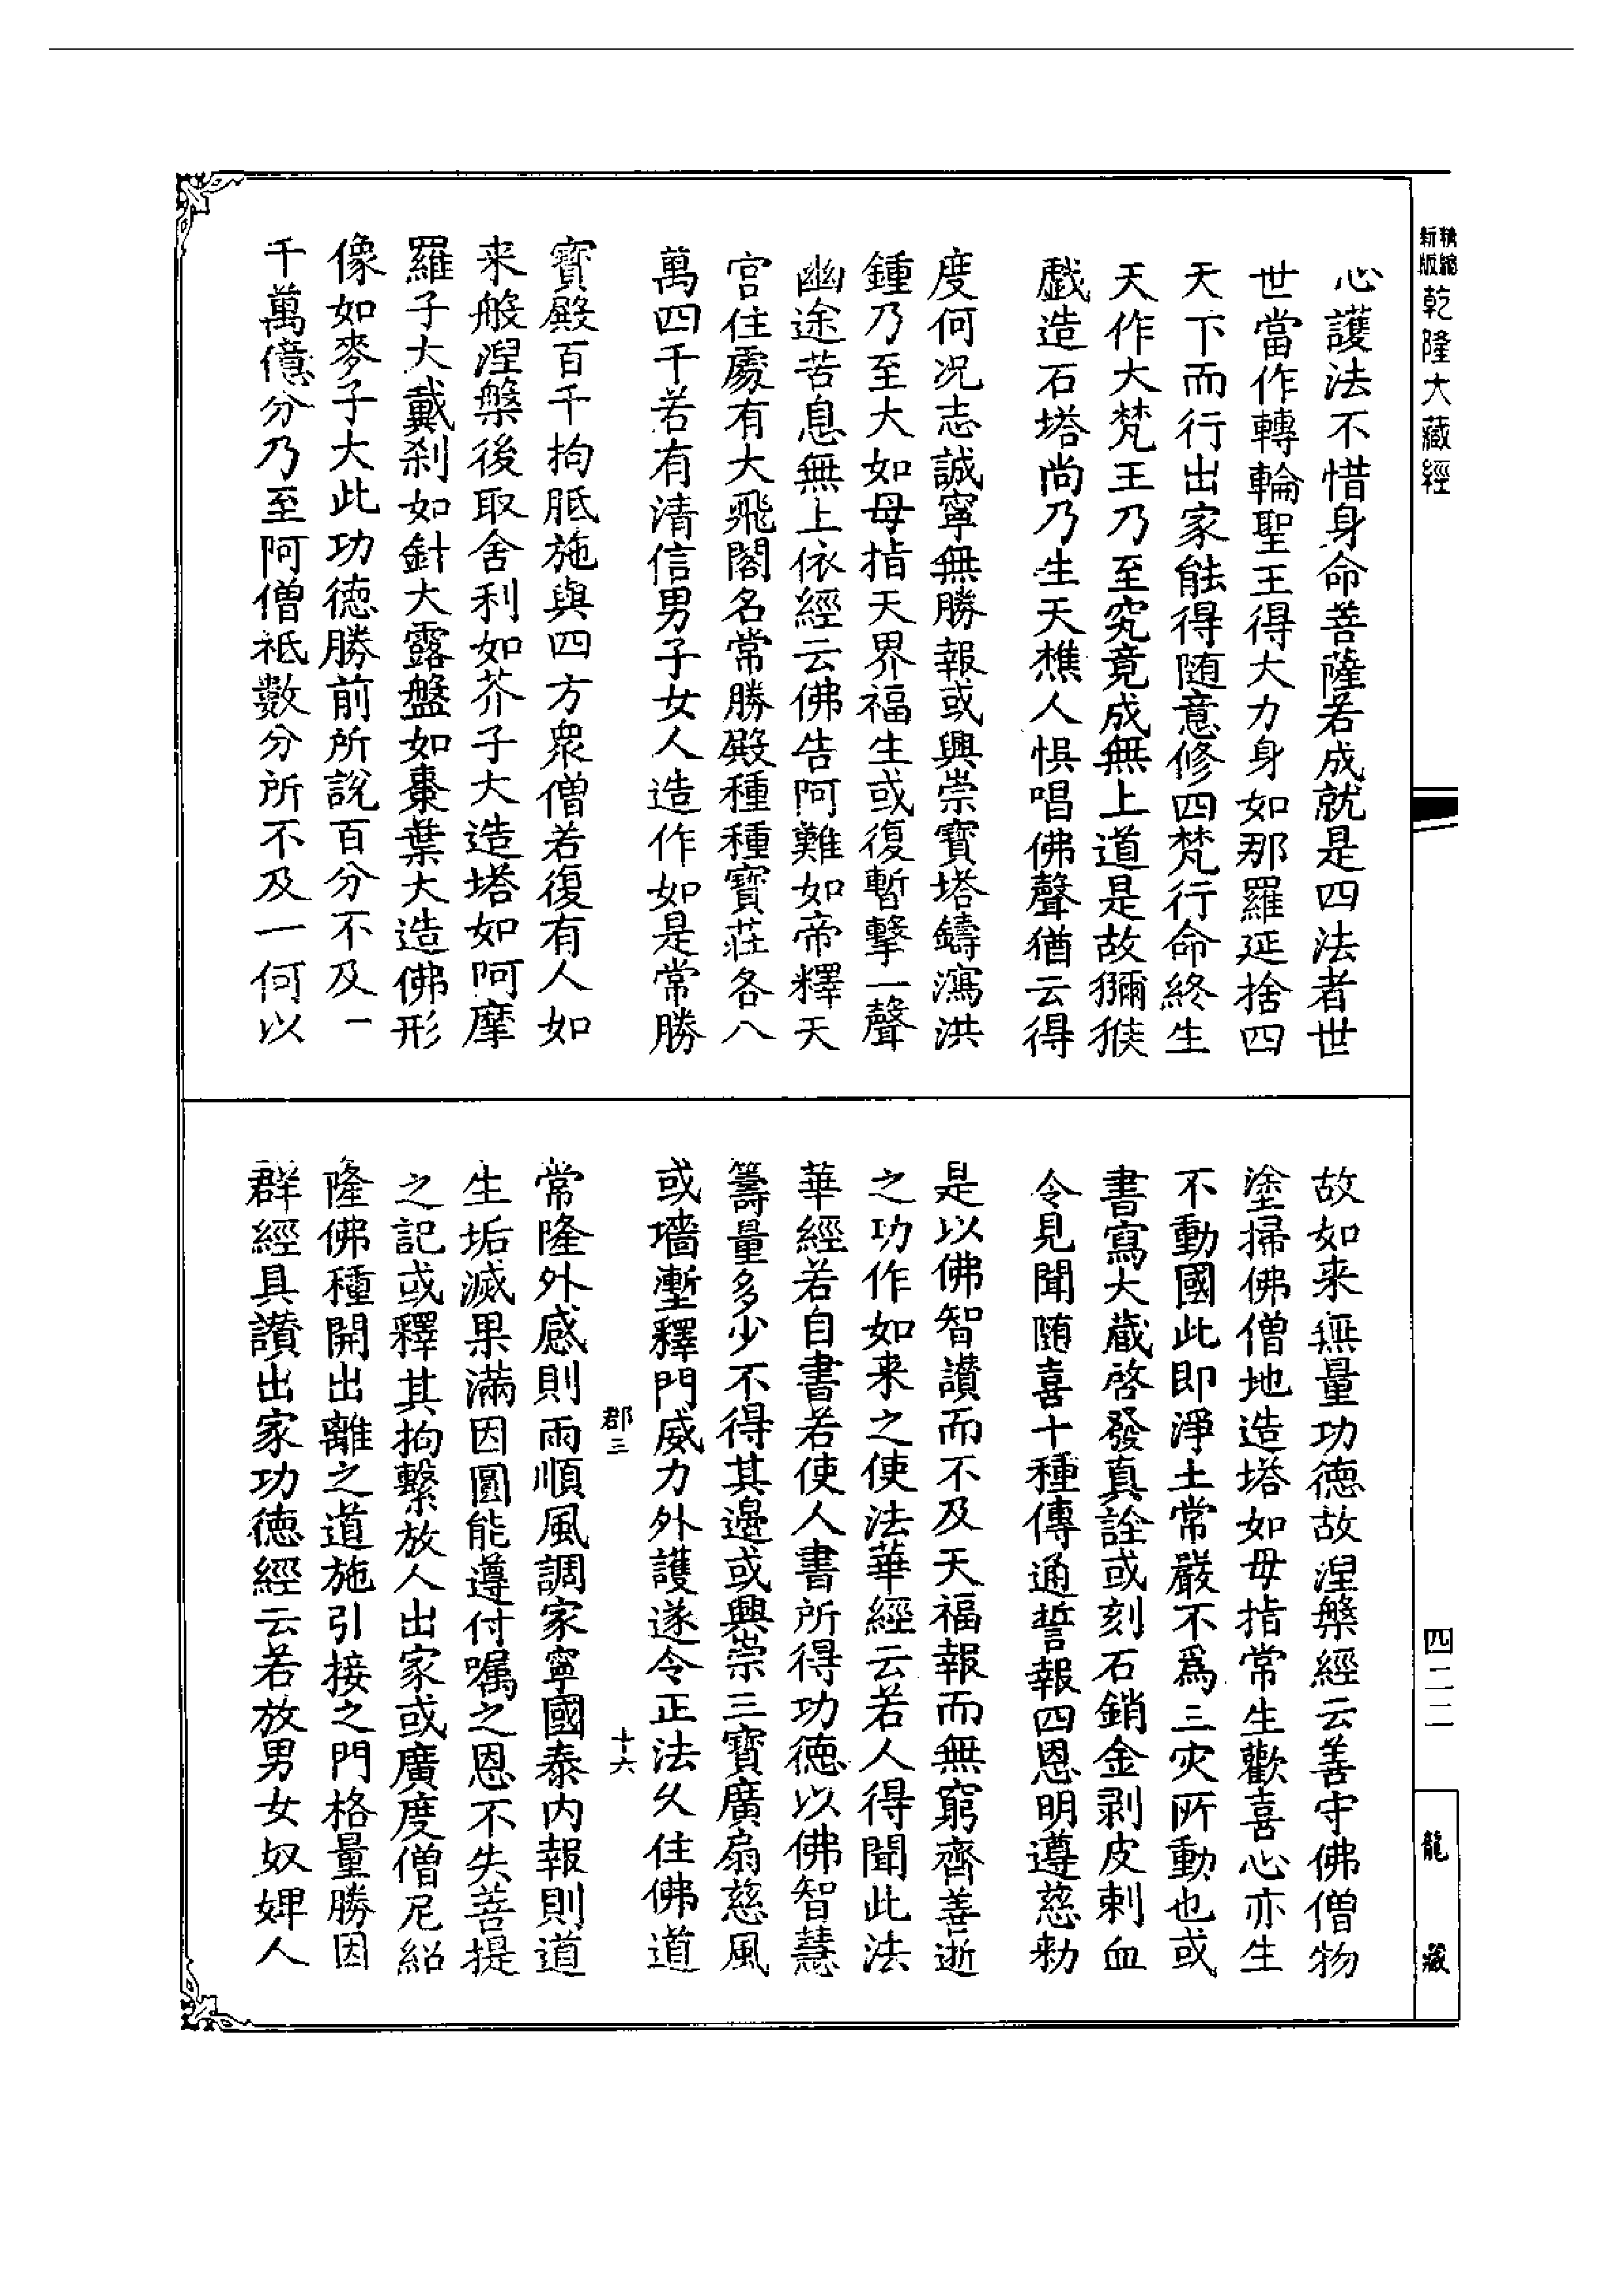 精縮新版乾隆大藏經
心護法不惜身命菩薩若成就是四法者世
世當作轉輪聖王得大力身如那羅延捨四
天下而行出家能得随意修四梵行命終生
天作大梵王乃至究竟成無上道是故獼猴
戲造石塔尚乃生天樵人惧唱佛聲猶云得
度何况志誠寧無勝報或興崇寶塔鑄瀉洪
鍾乃至大如母指天界福生或復暫擊一聲
幽途苦息無上依經云佛告阿難如帝釋天
宫住處有大飛閣名常勝殿種種寶莊各八
萬四千若有清信男子女人造作如是常勝
寶殿百千拘胝施與四方衆僧若復有人如
来般涅槃後取舍利如芥子大造塔如阿摩
羅子大戴剎如針大露盤如棗葉大造佛形
像如麥子大此功徳勝前所說百分不及一
千萬億分乃至阿僧祗數分所不及一何以
故如来無量功徳故涅槃經云善守佛僧物
塗掃佛僧地造塔如母指常生歡喜心亦生
不動國此即淨土常嚴不爲三灾所動也或
書寫大藏啓發真詮或刻石銷金剥皮刺血
令見聞随喜十種傳通誓報四恩明遵慈勑
是以佛智讚而不及天福報而無窮齊善逝
之功作如来之使法華經云若人得聞此法
華經若自書若使人書所得功徳以佛智慧
籌量多少不得其邊或興崇三寶廣扇慈風
或墻塹釋門威力外護遂令正法久住佛道
郡三 十六
常隆外感則雨順風調家寧國泰内報則道
生垢滅果滿因圓能遵付囑之恩不失菩提
之記或釋其拘繫放人出家或廣度僧尼紹
隆佛種開出離之道施引接之門格量勝因
群經具讃出家功徳經云若放男女奴婢人
四二二
龍藏